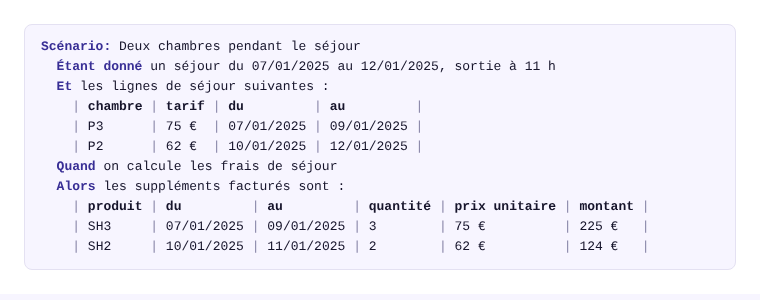 Scénario: Deux chambres pendant le séjour
Étant donné un séjour du 07/01/2025 au 12/01/2025, sortie à 11 h
Et les lignes de séjour suivantes :
| chambre | tarif | du | au |
| P3 | 75 € | 07/01/2025 | 09/01/2025 |
| P2 | 62 € | 10/01/2025 | 12/01/2025 |
Quand on calcule les frais de séjour
Alors les suppléments facturés sont :
| produit | du | au | quantité | prix unitaire | montant |
| SH3 | 07/01/2025 | 09/01/2025 | 3 | 75 € | 225 € |
| SH2 | 10/01/2025 | 11/01/2025 | 2 | 62 € | 124 € |